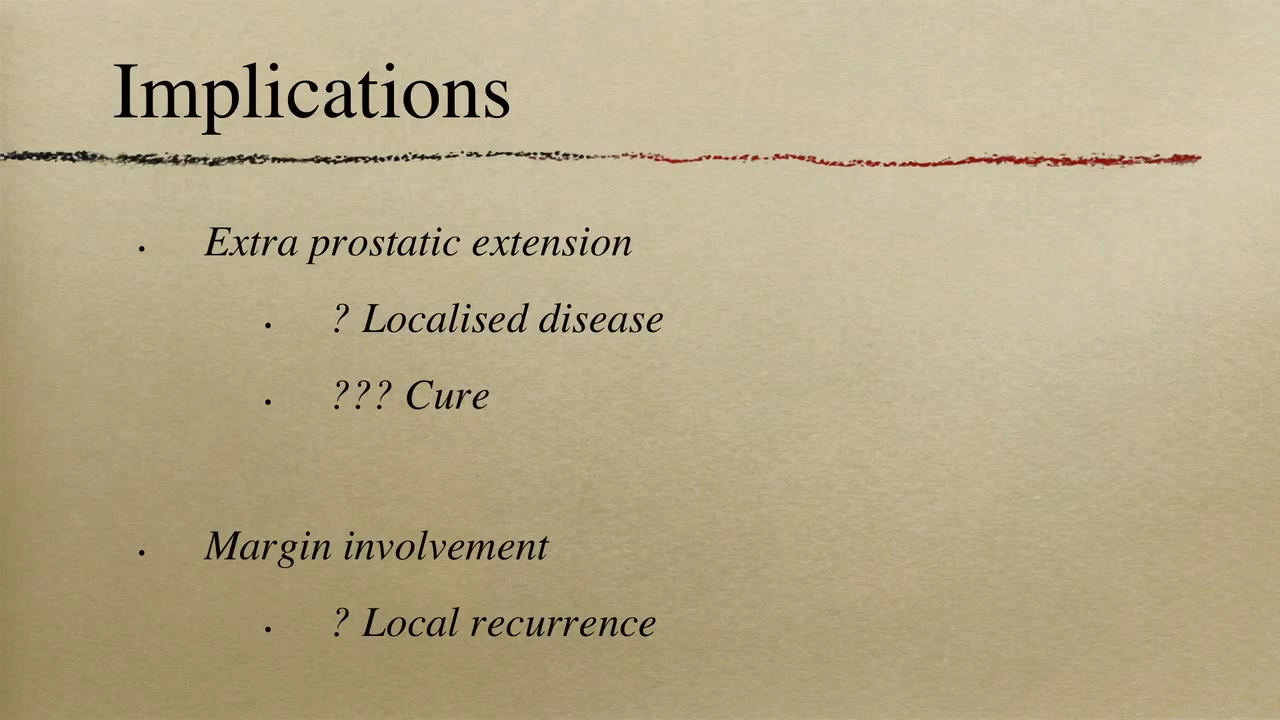 Implications
• Extra prostatic extension
• ? Localised disease
• ??? Cure
• Margin involvement
• ? Local recurrence